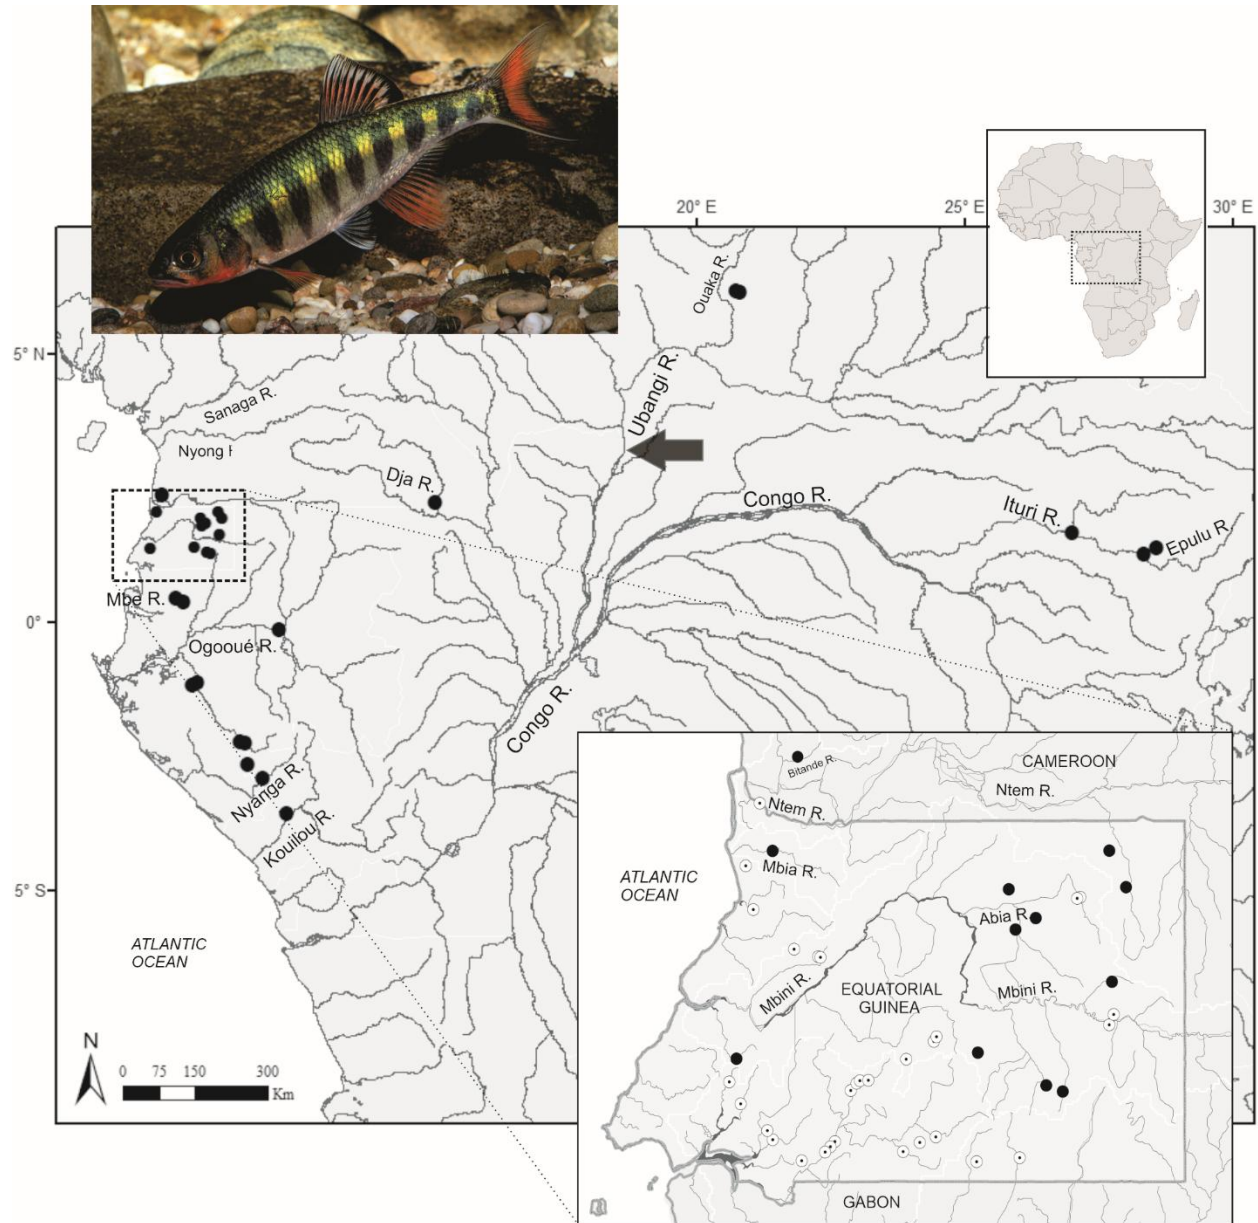 20° E
25° E
30° E
Ouaka R.
5° N
Ubangi R.
Sanaga R.
Nyong
Dja R.
Congo R.
Ituri R.
Epulu R.
Mbe R.
0°
Ogooué R.
Congo R.
Nyanga R.
Kouilou R.
5° S
ATLANTIC
OCEAN
N
0 75 150 300
Km
Bitande R.
CAMEROON
Ntem R.
Ntem R.
Mbia R.
ATLANTIC
OCEAN
Abia R.
Mbini R.
Mbini R.
EQUATORIAL
GUINEA
GABON